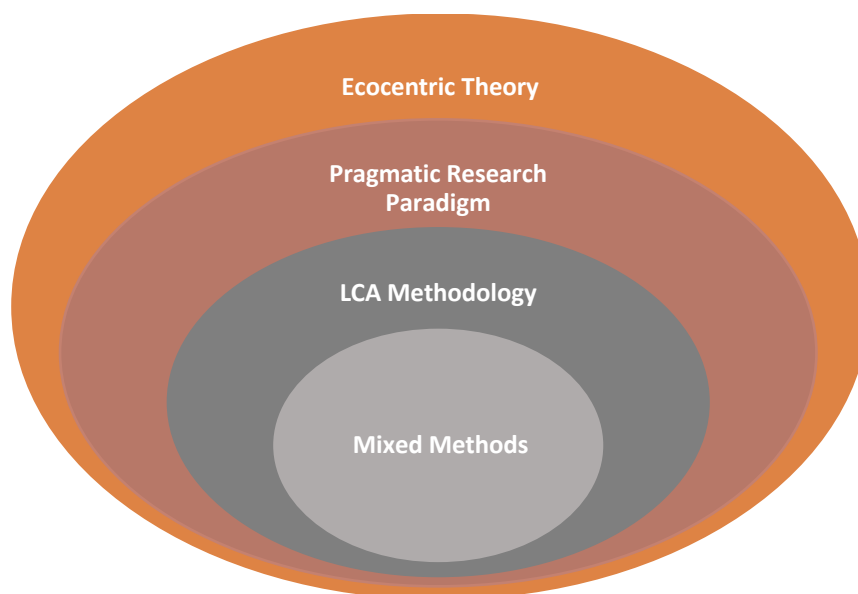 Ecocentric Theory
Pragmatic Research
Paradigm
LCA Methodology
Mixed Methods